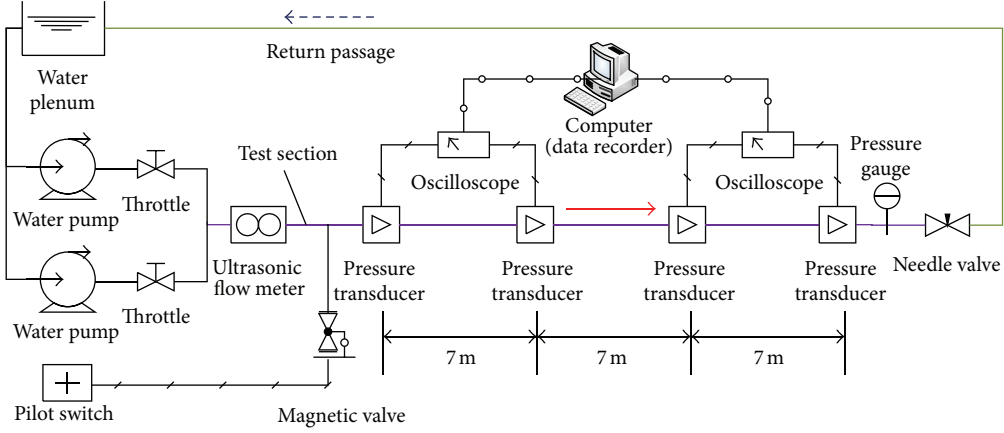 Return passage
Water
plenum
Computer
(data recorder)
Pressure
gauge
Test section
Oscilloscope
Oscilloscope
Water pump
Throttle
Ultrasonic
flow meter
Pressure
transducer
Pressure
transducer
Pressure
transducer
Pressure
transducer
Needle valve
Water pump
Throttle
7 m
7 m
7 m
Pilot switch
Magnetic valve